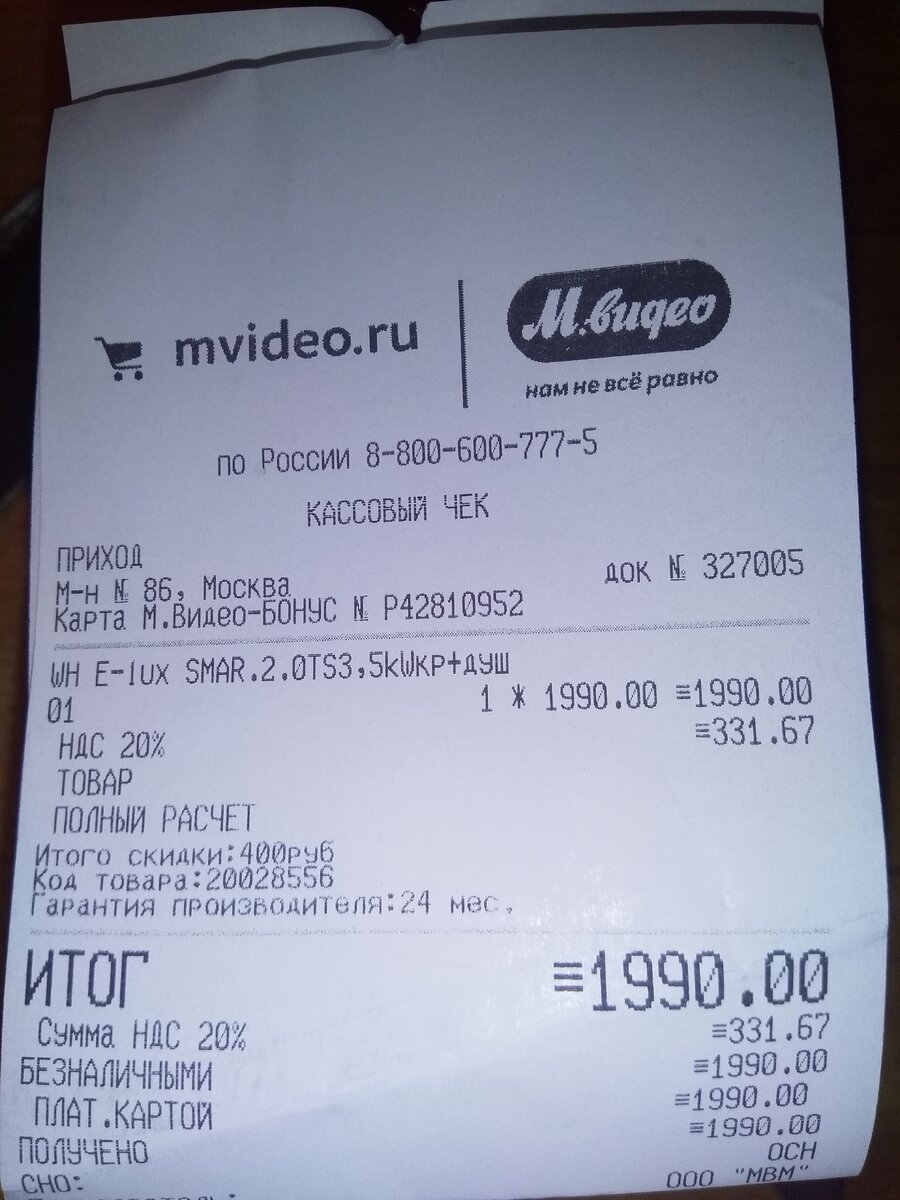 mvideo.ru
М.видео
нам не всё равно
по России 8-800-600-777-5
КАССОВЫЙ ЧЕК
ПРИХОД
М-н № 86, Москва док № 327005
Карта М.Видео-БОНУС № P42810952
WH E-lux SMAR.2.0TS3,5kWкр+душ
01 1 * 1990.00 ≡1990.00
НДС 20% ≡331.67
ТОВАР
ПОЛНЫЙ РАСЧЕТ
Итого скидки:400руб
Код товара:20028556
Гарантия производителя:24 мес.
ИТОГ ≡1990.00
Сумма НДС 20% ≡331.67
БЕЗНАЛИЧНЫМИ ≡1990.00
ПЛАТ.КАРТОЙ ≡1990.00
ПОЛУЧЕНО ≡1990.00
СНО: ОСН
ООО "МВМ"